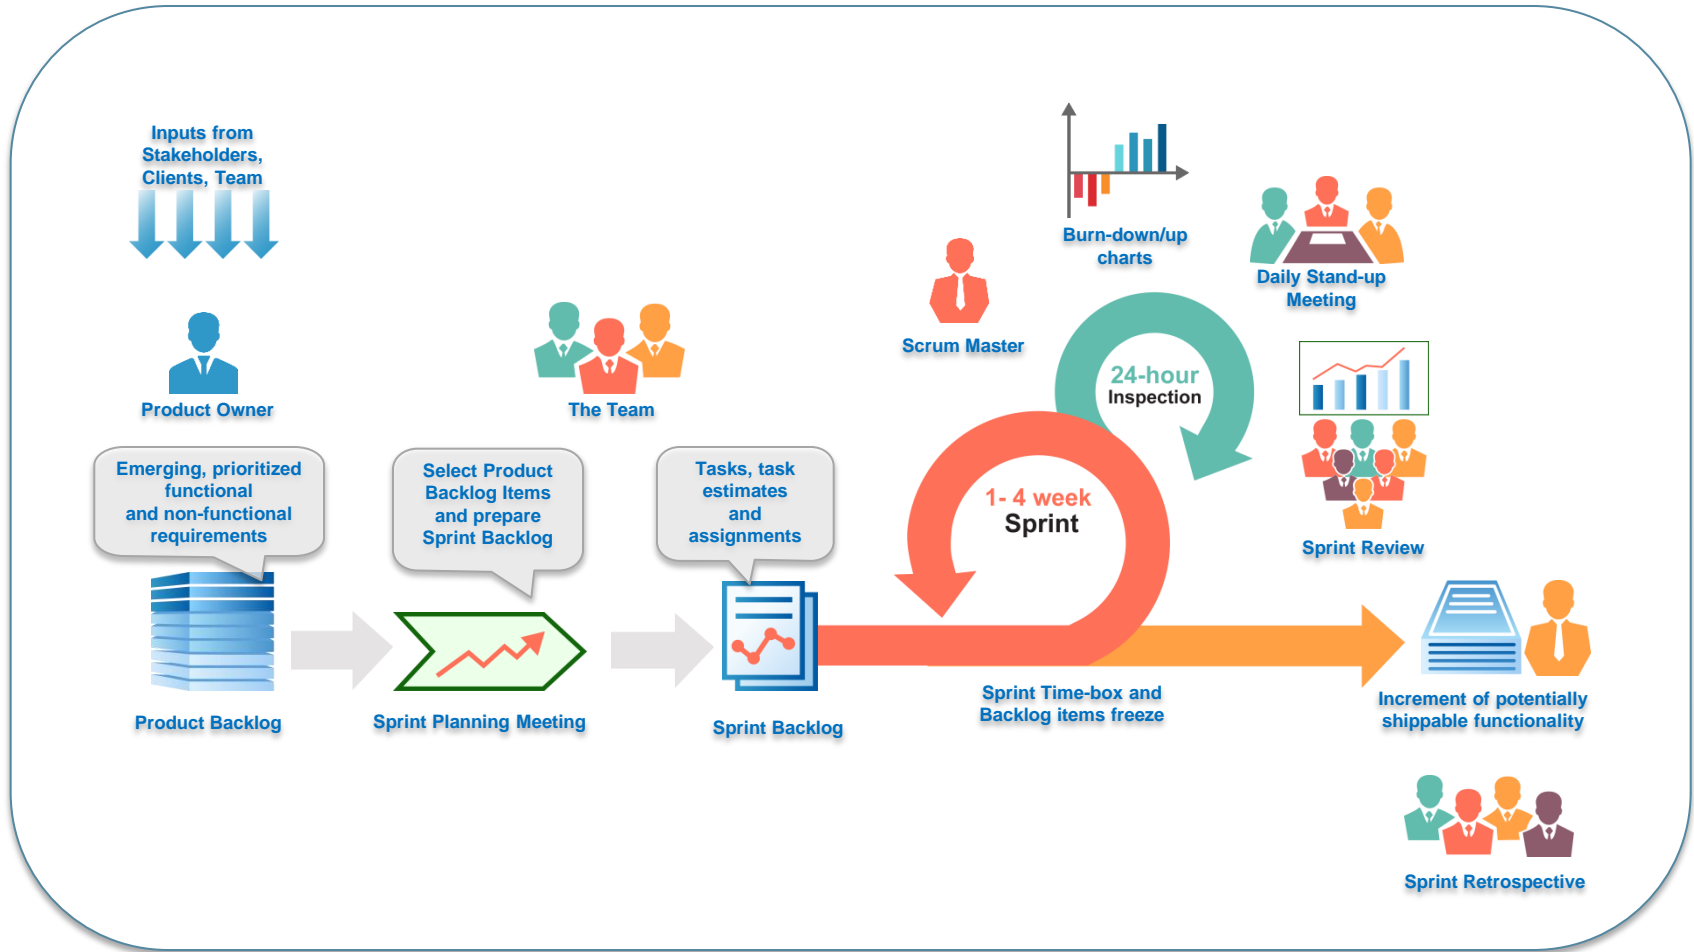 Inputs from
Stakeholders,
Clients, Team
Product Owner
Emerging, prioritized
functional
and non-functional
requirements
Product Backlog
The Team
Select Product
Backlog Items
and prepare
Sprint Backlog
Sprint Planning Meeting
Tasks, task
estimates
and
assignments
Sprint Backlog
Scrum Master
Burn-down/up
charts
Daily Stand-up
Meeting
24-hour
Inspection
1- 4 week
Sprint
Sprint Review
Sprint Time-box and
Backlog items freeze
Increment of potentially
shippable functionality
Sprint Retrospective